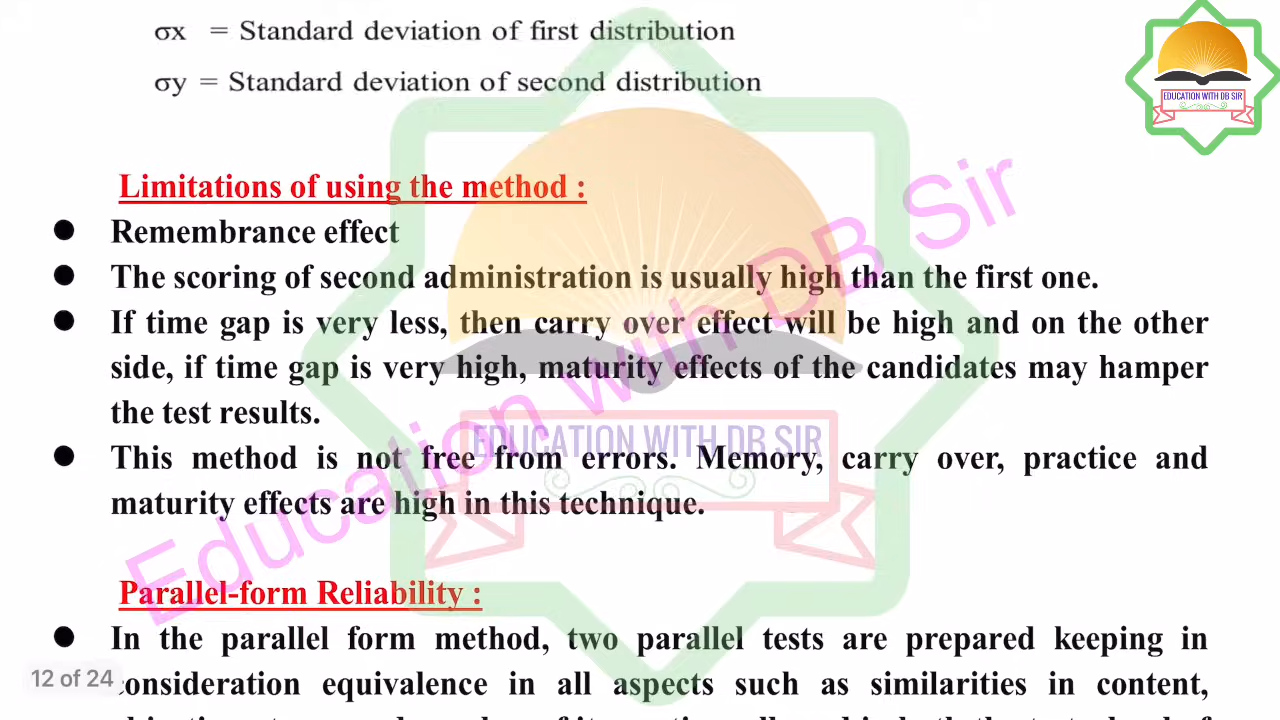 σx = Standard deviation of first distribution
σy = Standard deviation of second distribution
EDUCATION WITH DB SIR
Limitations of using the method :
● Remembrance effect
● The scoring of second administration is usually high than the first one.
● If time gap is very less, then carry over effect will be high and on the other
side, if time gap is very high, maturity effects of the candidates may hamper
the test results.
EDUCATION WITH DB SIR
Education with DB Sir
● This method is not free from errors. Memory, carry over, practice and
maturity effects are high in this technique.
Parallel-form Reliability :
● In the parallel form method, two parallel tests are prepared keeping in
12 of 24
consideration equivalence in all aspects such as similarities in content,